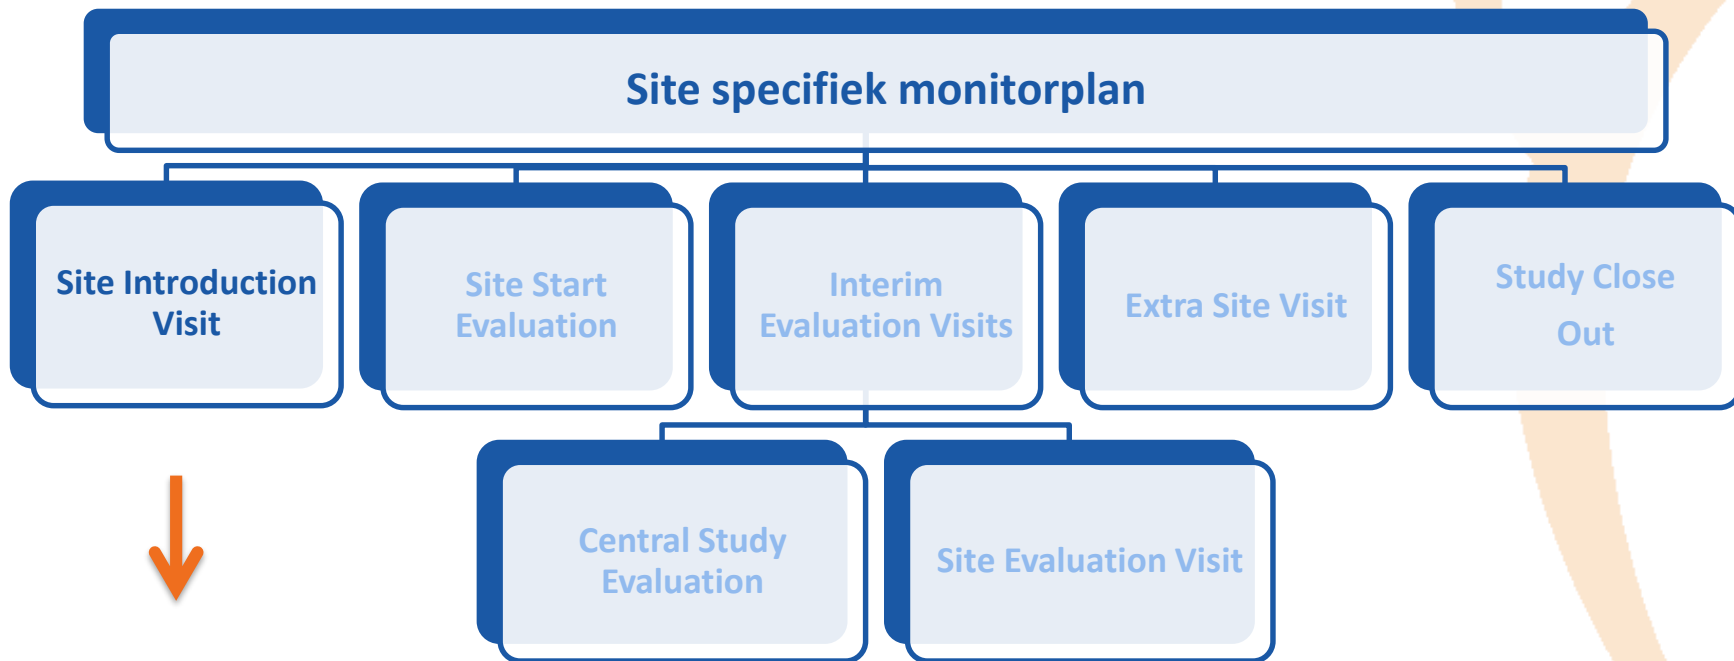 Site specifiek monitorplan
Site Introduction
Visit
Site Start
Evaluation
Interim
Evaluation Visits
Extra Site Visit
Study Close
Out
Central Study
Evaluation
Site Evaluation Visit